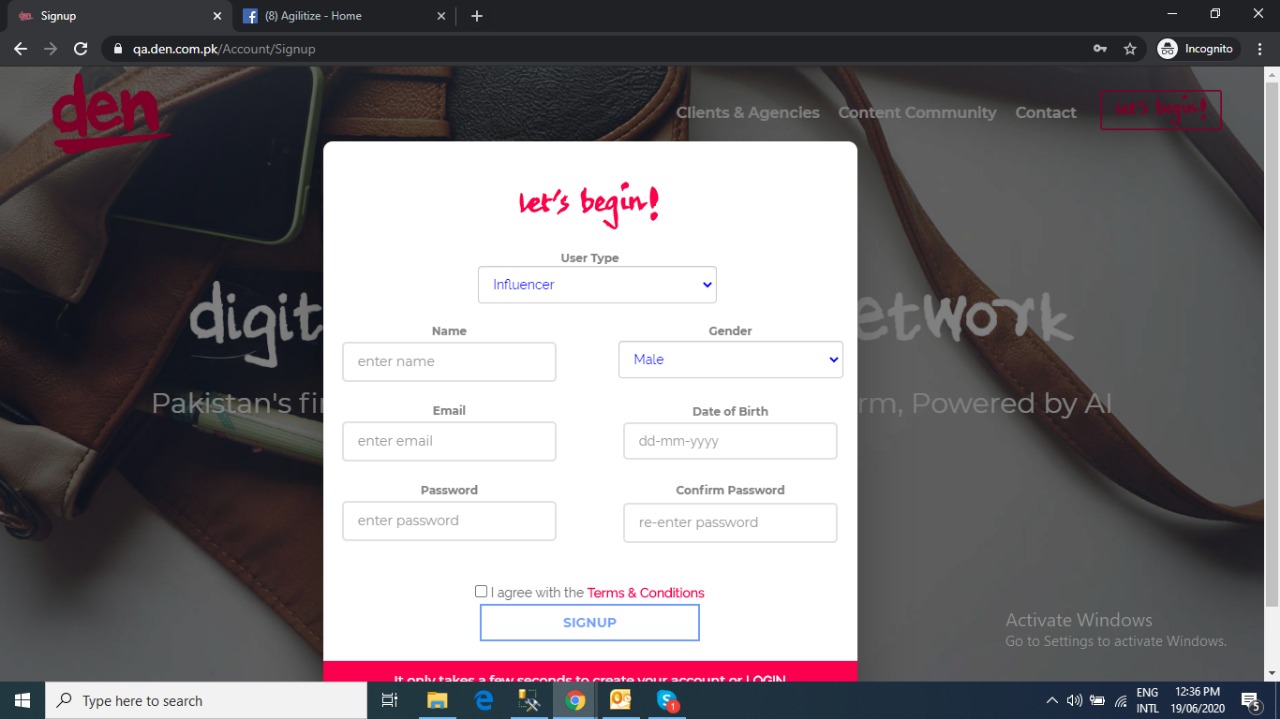 Signup
(8) Agilitize - Home
qa.den.com.pk/Account/Signup
Incognito
den
Clients & Agencies
Content Community
Contact
let's begin!
let's begin!
User Type
Influencer
digit
etwork
Name
Gender
enter name
Male
Pakistan's fi
rm, Powered by AI
Email
Date of Birth
enter email
dd-mm-yyyy
Password
Confirm Password
enter password
re-enter password
I agree with the Terms & Conditions
SIGNUP
Activate Windows
Go to Settings to activate Windows.
It only takes a few seconds to create your account or LOGIN
Type here to search
1
ENG
INTL
12:36 PM
19/06/2020
5